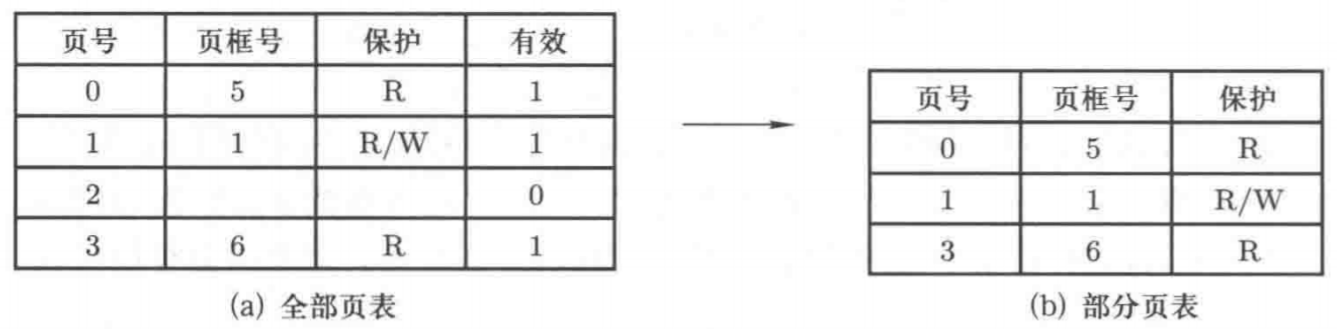 页号 页框号 保护 有效
0 5 R 1
1 1 R/W 1
2 0
3 6 R 1
(a) 全部页表
页号 页框号 保护
0 5 R
1 1 R/W
3 6 R
(b) 部分页表